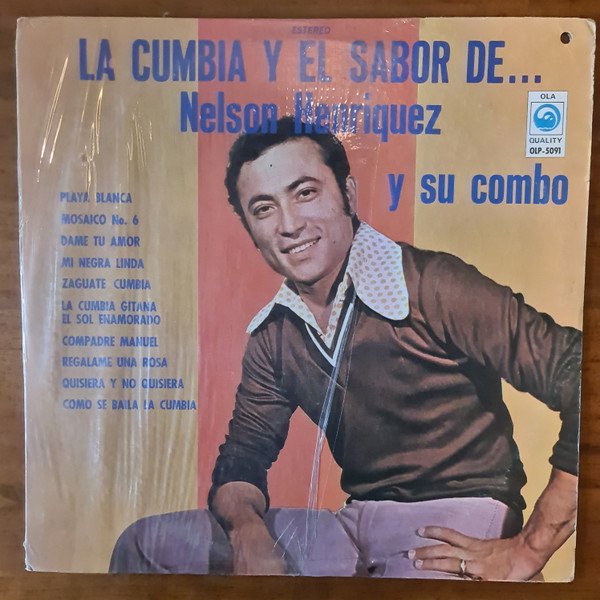 ESTEREO
LA CUMBIA Y EL SABOR DE...
Nelson Henriquez
y su combo
OLA
QUALITY
OLP-5091
PLAYA BLANCA
MOSAICO No. 6
DAME TU AMOR
MI NEGRA LINDA
ZAGUATE CUMBIA
LA CUMBIA GITANA
EL SOL ENAMORADO
COMPADRE MANUEL
REGALAME UNA ROSA
QUISIERA Y NO QUISIERA
COMO SE BAILA LA CUMBIA